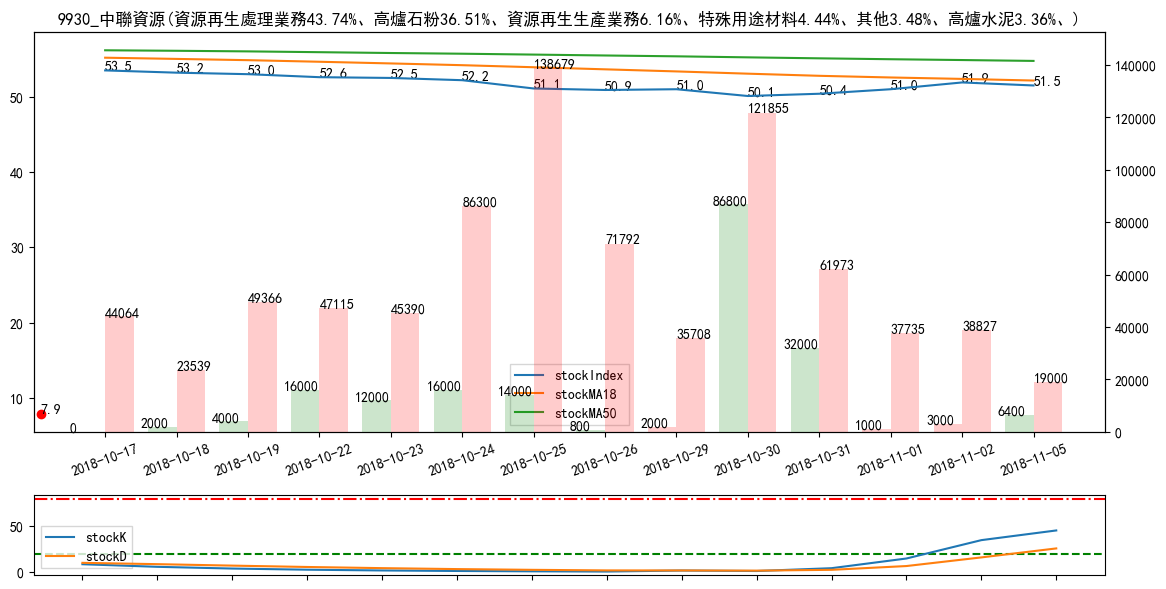 9930_中聯資源(資源再生處理業務43.74%、高爐石粉36.51%、資源再生生產業務6.16%、特殊用途材料4.44%、其他3.48%、高爐水泥3.36%、)
53.5 53.2 53.0 52.6 52.5 52.2 51.1 50.9 51.0 50.1 50.4 51.0 51.9 51.5
50 40 30 20 10
140000 120000 100000 80000 60000 40000 20000 0
44064 23539 49366 47115 45390 86300 138679 71792 35708 121855 61973 37735 38827 19000
0 2000 4000 16000 12000 16000 14000 800 2000 86800 32000 1000 3000 6400
7.9
stockIndex
stockMA18
stockMA50
2018-10-17 2018-10-18 2018-10-19 2018-10-22 2018-10-23 2018-10-24 2018-10-25 2018-10-26 2018-10-29 2018-10-30 2018-10-31 2018-11-01 2018-11-02 2018-11-05
50 0
stockK
stockD